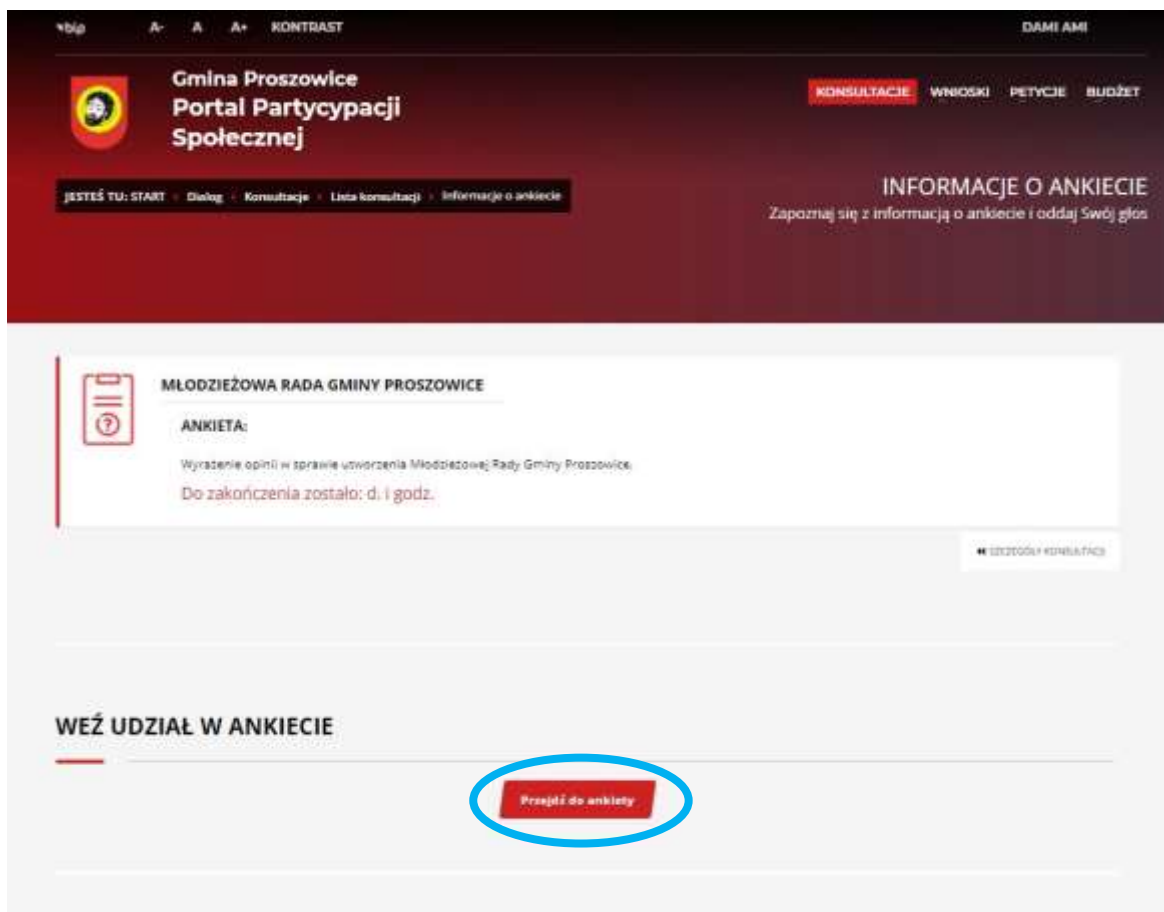 bip A- A A+ KONTRAST DAMI AMI
Gmina Proszowice
Portal Partycypacji
Społecznej
KONSULTACJE WNIOSKI PETYCJE BUDŻET
JESTEŚ TU: START Dialog Konsultacje Lista konsultacji Informacje o ankiecie
INFORMACJE O ANKIECIE
Zapoznaj się z informacją o ankiecie i oddaj Swój głos
MŁODZIEŻOWA RADA GMINY PROSZOWICE
ANKIETA:
Wyrażenie opinii w sprawie utworzenia Młodzieżowej Rady Gminy Proszowice.
Do zakończenia zostało: d. i godz.
SZCZEGÓŁY KONSULTACJI
WEŹ UDZIAŁ W ANKIECIE
Przejdź do ankiety